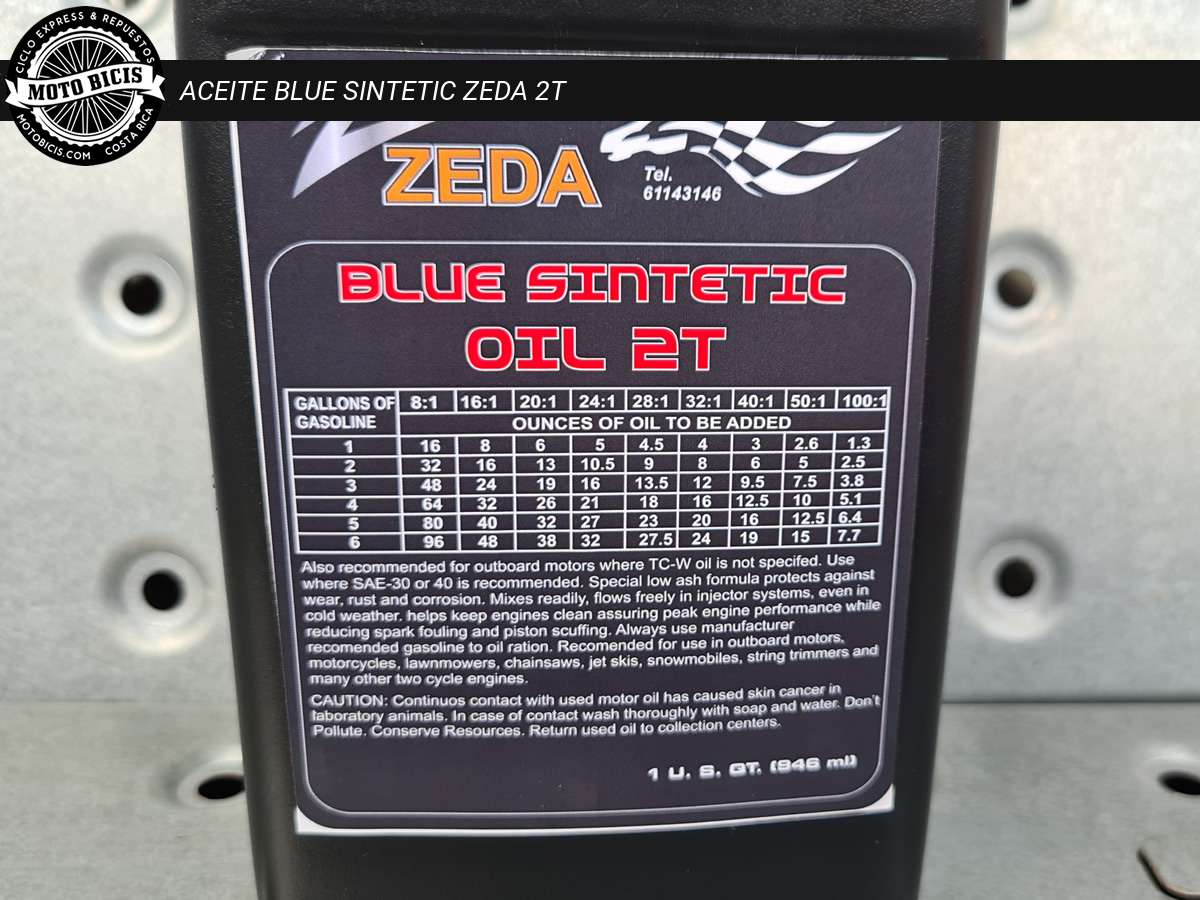 CICLO EXPRESS & REPUESTOS
MOTO BICIS
MOTOBICIS.COM COSTA RICA
ACEITE BLUE SINTETIC ZEDA 2T
ZEDA
Tel.
61143146
BLUE SINTETIC
OIL 2T
GALLONS OF GASOLINE 8:1 16:1 20:1 24:1 28:1 32:1 40:1 50:1 100:1
OUNCES OF OIL TO BE ADDED
1 16 8 6 5 4.5 4 3 2.6 1.3
2 32 16 13 10.5 9 8 6 5 2.5
3 48 24 19 16 13.5 12 9.5 7.5 3.8
4 64 32 26 21 18 16 12.5 10 5.1
5 80 40 32 27 23 20 16 12.5 6.4
6 96 48 38 32 27.5 24 19 15 7.7
Also recommended for outboard motors where TC-W oil is not specifed. Use
where SAE-30 or 40 is recommended. Special low ash formula protects against
wear, rust and corrosion. Mixes readily, flows freely in injector systems, even in
cold weather. helps keep engines clean assuring peak engine performance while
reducing spark fouling and piston scuffing. Always use manufacturer
recomended gasoline to oil ration. Recomended for use in outboard motors,
motorcycles, lawnmowers, chainsaws, jet skis, snowmobiles, string trimmers and
many other two cycle engines.
CAUTION: Continuos contact with used motor oil has caused skin cancer in
laboratory animals. In case of contact wash thoroughly with soap and water. Don't
Pollute. Conserve Resources. Return used oil to collection centers.
1 U. S. QT. (946 ml)